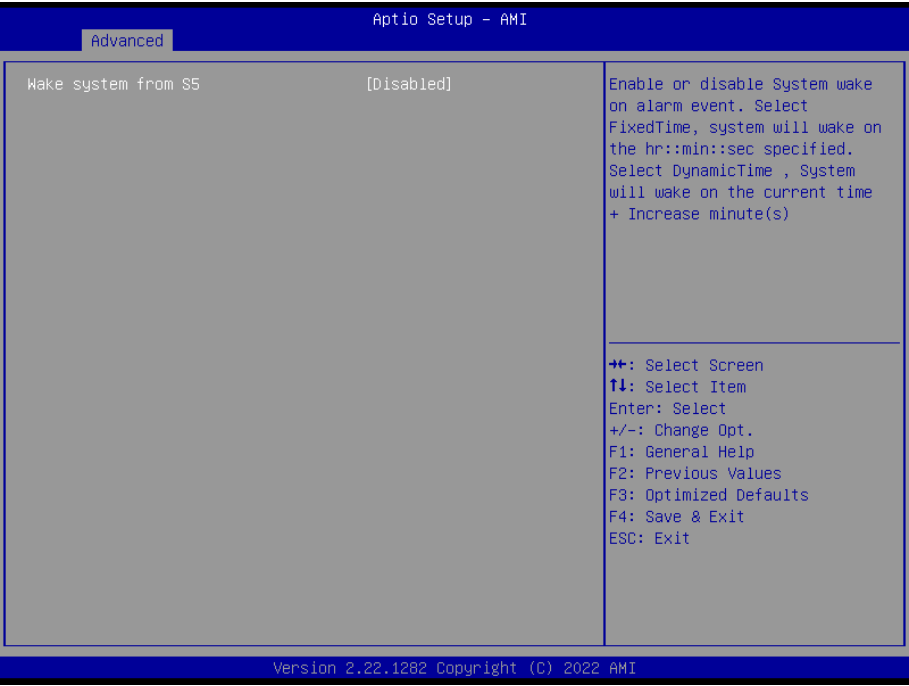 Aptio Setup – AMI
Advanced
Wake system from S5 [Disabled]
Enable or disable System wake
on alarm event. Select
FixedTime, system will wake on
the hr::min::sec specified.
Select DynamicTime , System
will wake on the current time
+ Increase minute(s)
→←: Select Screen
↑↓: Select Item
Enter: Select
+/-: Change Opt.
F1: General Help
F2: Previous Values
F3: Optimized Defaults
F4: Save & Exit
ESC: Exit
Version 2.22.1282 Copyright (C) 2022 AMI